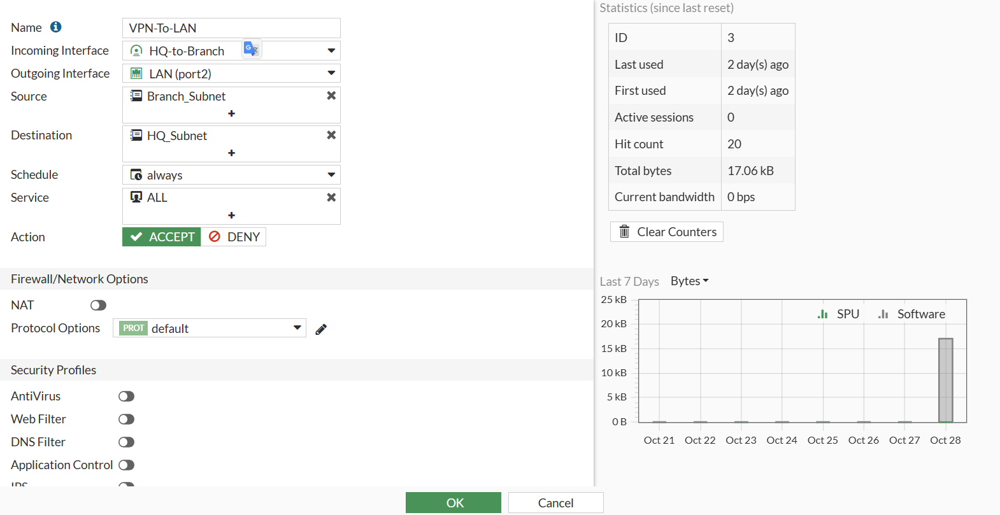 Name
VPN-To-LAN
Incoming Interface
HQ-to-Branch
Outgoing Interface
LAN (port2)
Source
Branch_Subnet
Destination
HQ_Subnet
Schedule
always
Service
ALL
Action
ACCEPT
DENY
Firewall/Network Options
NAT
Protocol Options
PROT default
Security Profiles
AntiVirus
Web Filter
DNS Filter
Application Control
IPS
OK
Cancel
Statistics (since last reset)
ID 3
Last used 2 day(s) ago
First used 2 day(s) ago
Active sessions 0
Hit count 20
Total bytes 17.06 kB
Current bandwidth 0 bps
Clear Counters
Last 7 Days Bytes
SPU Software
25 kB
20 kB
15 kB
10 kB
5 kB
0 B
Oct 21 Oct 22 Oct 23 Oct 24 Oct 25 Oct 26 Oct 27 Oct 28